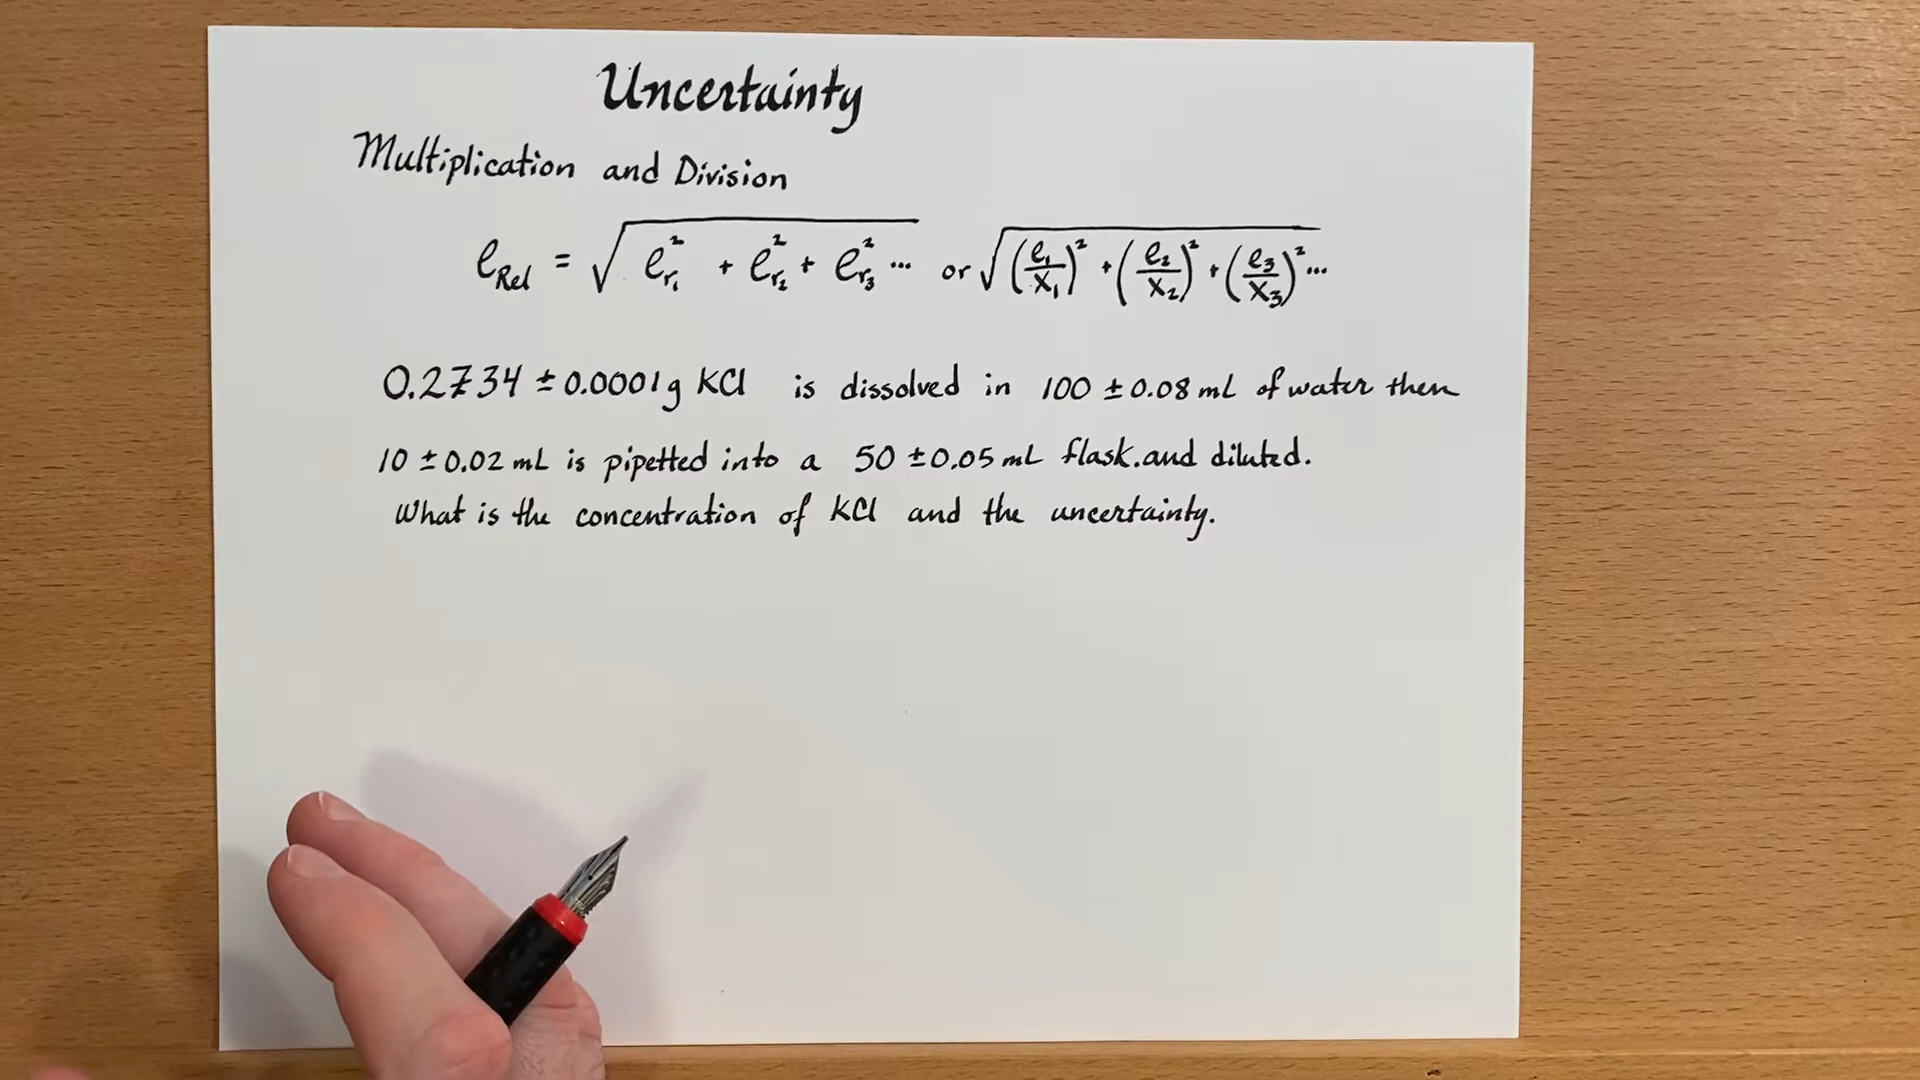 Uncertainty
Multiplication and Division
e_Rel = √(e_r₁² + e_r₂² + e_r₃² ...) or √((e₁/x₁)² + (e₂/x₂)² + (e₃/x₃)² ...)
0.2734 ± 0.0001g KCl is dissolved in 100 ± 0.08 mL of water then
10 ± 0.02 mL is pipetted into a 50 ± 0.05 mL flask. and diluted.
What is the concentration of KCl and the uncertainty.